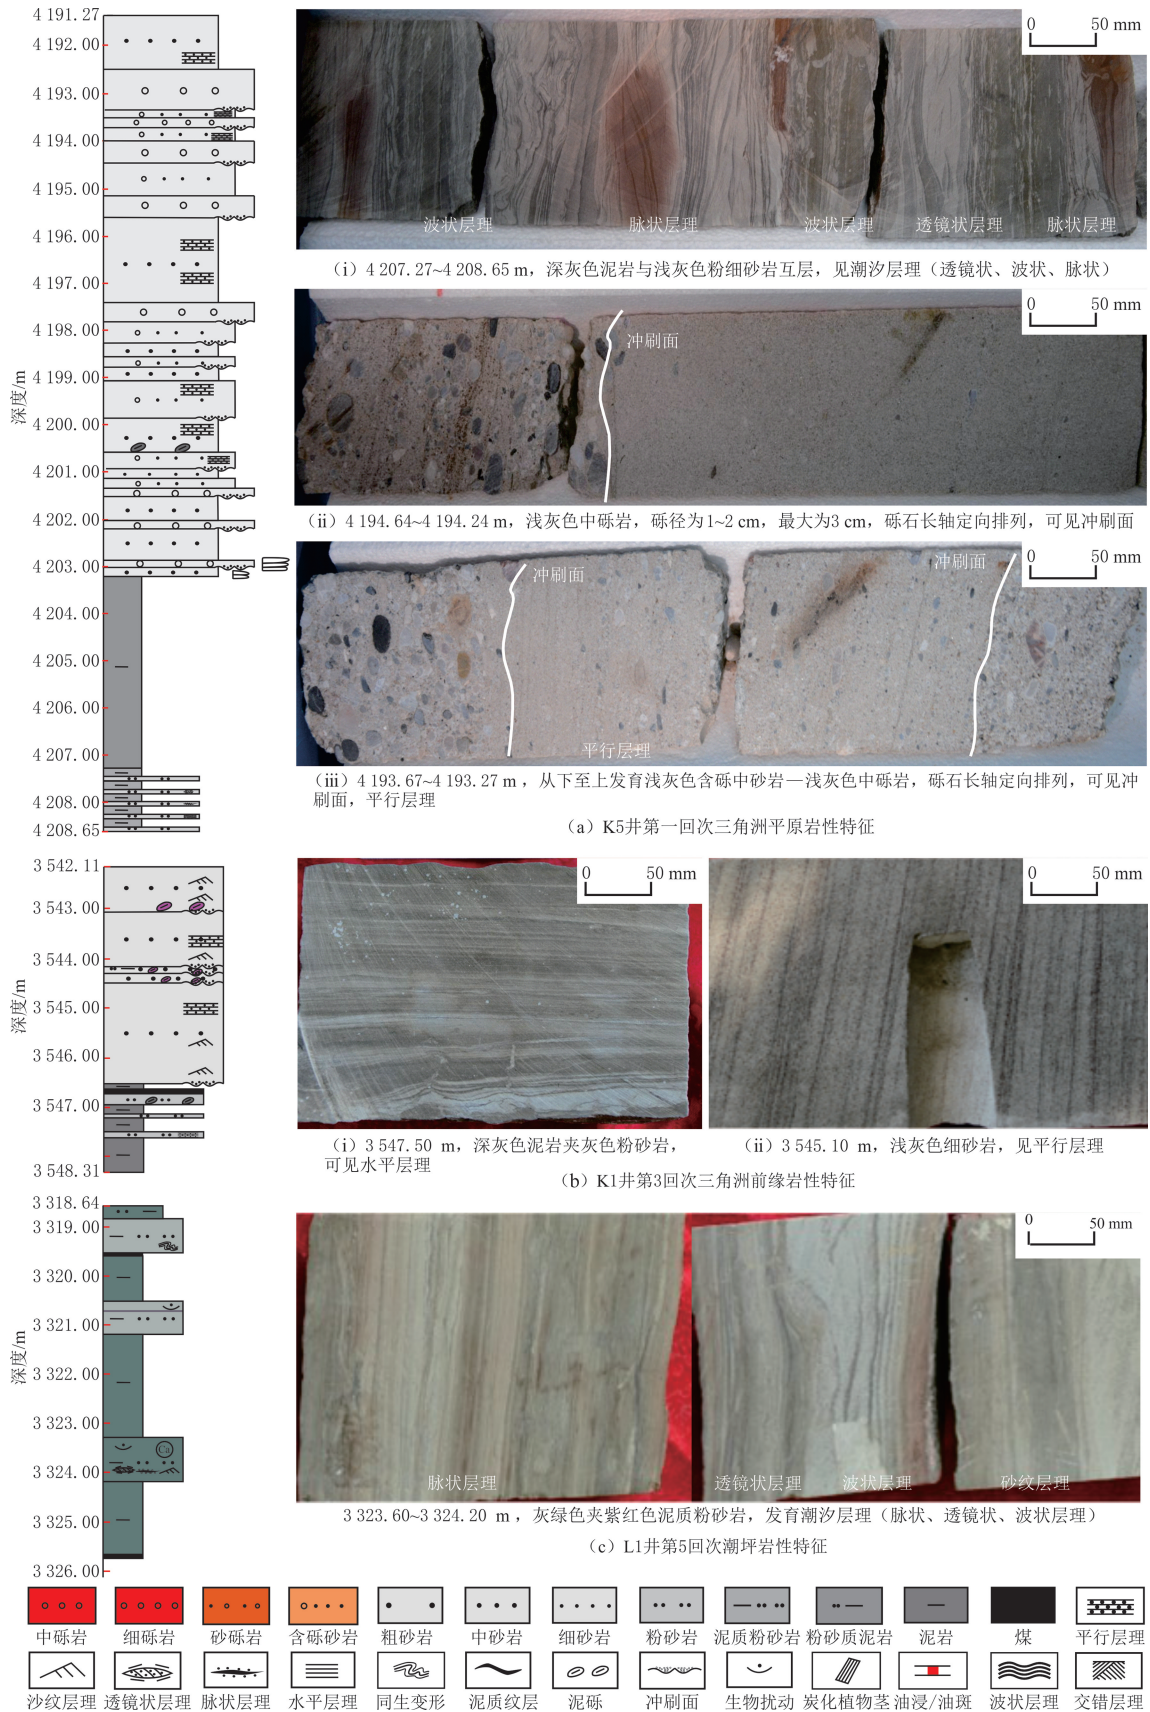 4 191.27
4 192.00
4 193.00
4 194.00
4 195.00
4 196.00
4 197.00
4 198.00
4 199.00
4 200.00
4 201.00
4 202.00
4 203.00
4 204.00
4 205.00
4 206.00
4 207.00
4 208.00
4 208.65
深度/m
0 50 mm
波状层理 脉状层理 波状层理 透镜状层理 脉状层理
（i）4 207.27~4 208.65 m，深灰色泥岩与浅灰色粉细砂岩互层，见潮汐层理（透镜状、波状、脉状）
0 50 mm
冲刷面
（ii）4 194.64~4 194.24 m，浅灰色中砾岩，砾径为1~2 cm，最大为3 cm，砾石长轴定向排列，可见冲刷面
0 50 mm
冲刷面 冲刷面
平行层理
（iii）4 193.67~4 193.27 m，从下至上发育浅灰色含砾中砂岩—浅灰色中砾岩，砾石长轴定向排列，可见冲
刷面，平行层理
（a）K5井第一回次三角洲平原岩性特征
3 542.11
3 543.00
3 544.00
3 545.00
3 546.00
3 547.00
3 548.31
深度/m
0 50 mm
0 50 mm
（i）3 547.50 m，深灰色泥岩夹灰色粉砂岩，
可见水平层理
（ii）3 545.10 m，浅灰色细砂岩，见平行层理
（b）K1井第3回次三角洲前缘岩性特征
3 318.64
3 319.00
3 320.00
3 321.00
3 322.00
3 323.00
3 324.00
3 325.00
3 326.00
深度/m
Ca
0 50 mm
脉状层理 透镜状层理 波状层理 砂纹层理
3 323.60~3 324.20 m，灰绿色夹紫红色泥质粉砂岩，发育潮汐层理（脉状、透镜状、波状层理）
（c）L1井第5回次潮坪岩性特征
中砾岩 细砾岩 砂砾岩 含砾砂岩 粗砂岩 中砂岩 细砂岩 粉砂岩 泥质粉砂岩 粉砂质泥岩 泥岩 煤 平行层理
沙纹层理 透镜状层理 脉状层理 水平层理 同生变形 泥质纹层 泥砾 冲刷面 生物扰动 炭化植物茎 油浸/油斑 波状层理 交错层理